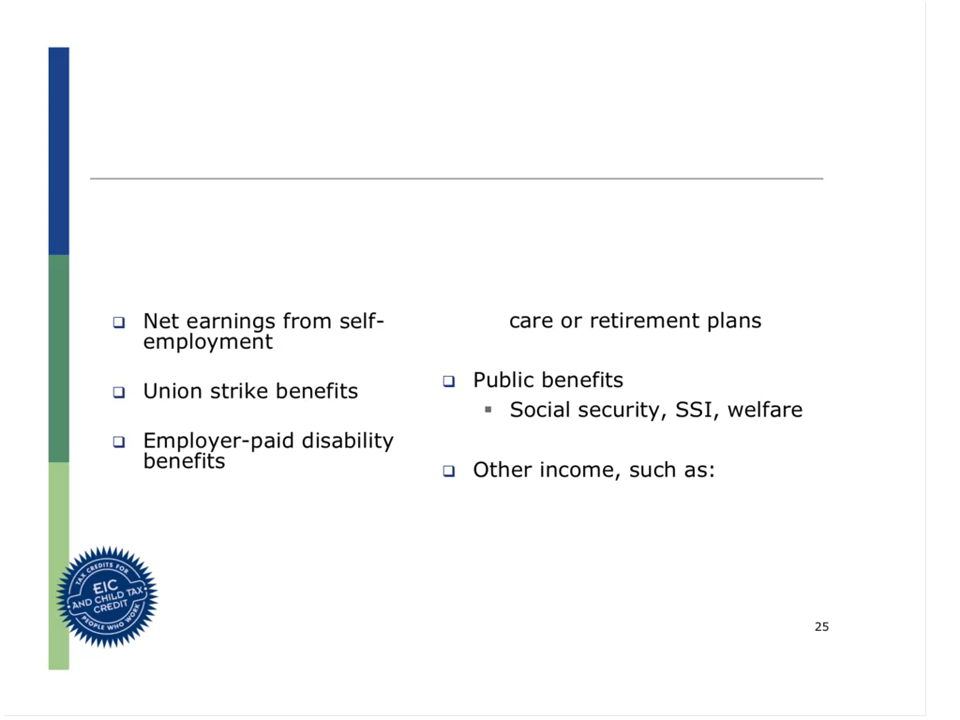 Net earnings from self-
employment
Union strike benefits
Employer-paid disability
benefits
care or retirement plans
Public benefits
Social security, SSI, welfare
Other income, such as:
TAX CREDITS FOR
EIC
AND CHILD TAX
CREDIT
PEOPLE WHO WORK
25